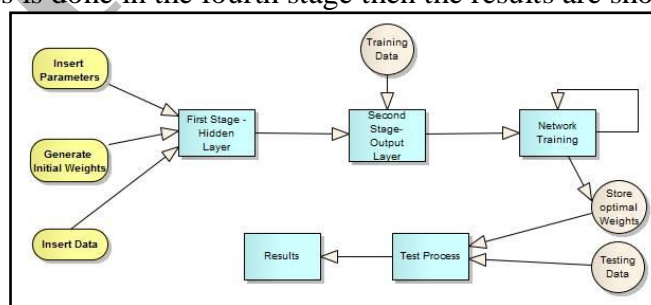 s is done in the fourth stage then the results are sho
Insert
Parameters
Generate
Initial Weights
Insert Data
First Stage -
Hidden
Layer
Training
Data
Second
Stage-
Output
Layer
Network
Training
Store
optimal
Weights
Testing
Data
Test Process
Results